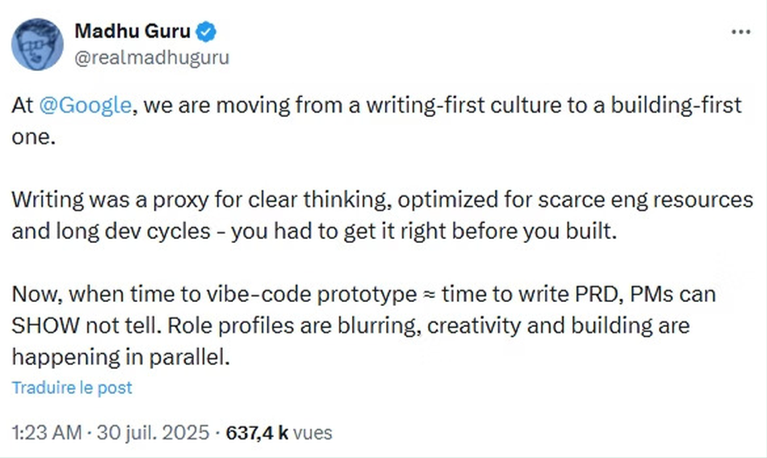 Madhu Guru
@realmadhuguru
At @Google, we are moving from a writing-first culture to a building-first
one.
Writing was a proxy for clear thinking, optimized for scarce eng resources
and long dev cycles - you had to get it right before you built.
Now, when time to vibe-code prototype ≈ time to write PRD, PMs can
SHOW not tell. Role profiles are blurring, creativity and building are
happening in parallel.
Traduire le post
1:23 AM · 30 juil. 2025 · 637,4 k vues